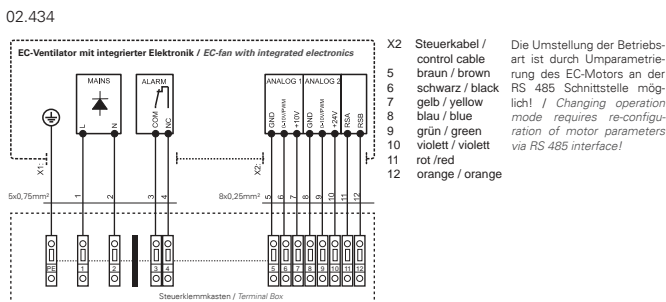 02.434
EC-Ventilator mit integrierter Elektronik / EC-fan with integrated electronics
MAINS
ALARM
ANALOG 1
ANALOG 2
L
N
COM
NC
GND
0-10V/PWM
+10V
GND
0-10V/PWM
+24V
RSA
RSB
X1:
X2:
5x0,75mm²
1
2
3
4
8x0,25mm²
5
6
7
8
9
10
11
12
PE
1
2
3
4
5
6
7
8
9
10
11
12
Steuerklemmkasten / Terminal Box
X2 Steuerkabel /
control cable
5 braun / brown
6 schwarz / black
7 gelb / yellow
8 blau / blue
9 grün / green
10 violett / violett
11 rot /red
12 orange / orange
Die Umstellung der Betriebs-
art ist durch Umparametrie-
rung des EC-Motors an der
RS 485 Schnittstelle mög-
lich! / Changing operation
mode requires re-configu-
ration of motor parameters
via RS 485 interface!